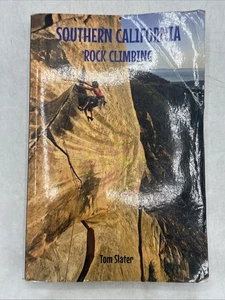 SOUTHERN CALIFORNIA
ROCK CLIMBING
Tom Slater